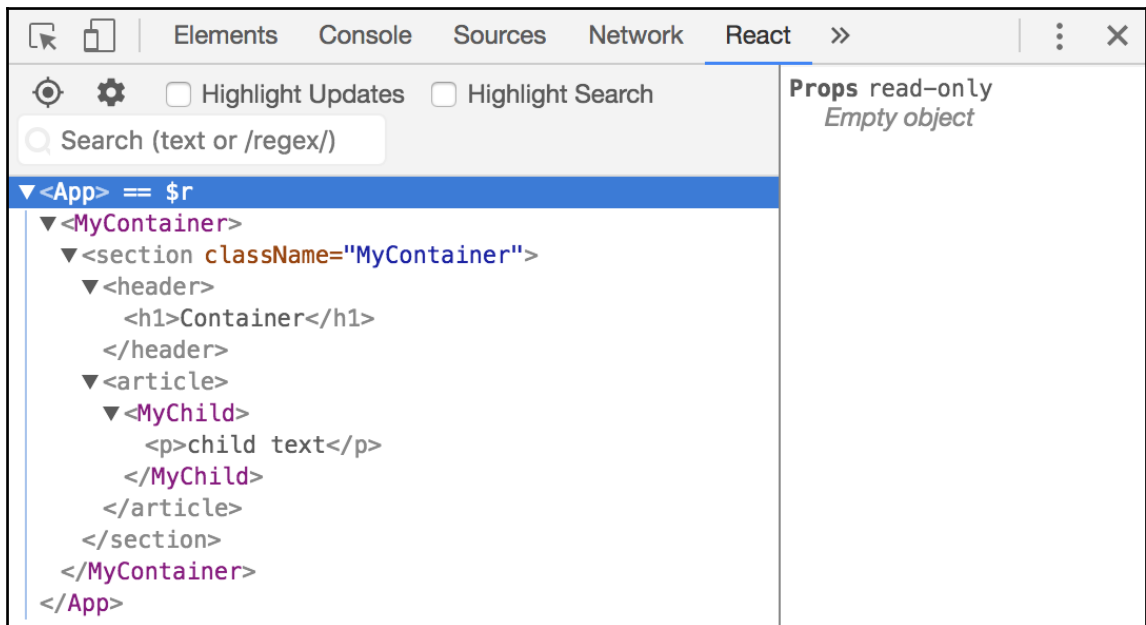 Elements Console Sources Network React »
Highlight Updates Highlight Search
Search (text or /regex/)
▼<App> == $r
▼<MyContainer>
▼<section className="MyContainer">
▼<header>
<h1>Container</h1>
</header>
▼<article>
▼<MyChild>
<p>child text</p>
</MyChild>
</article>
</section>
</MyContainer>
</App>
Props read-only
Empty object